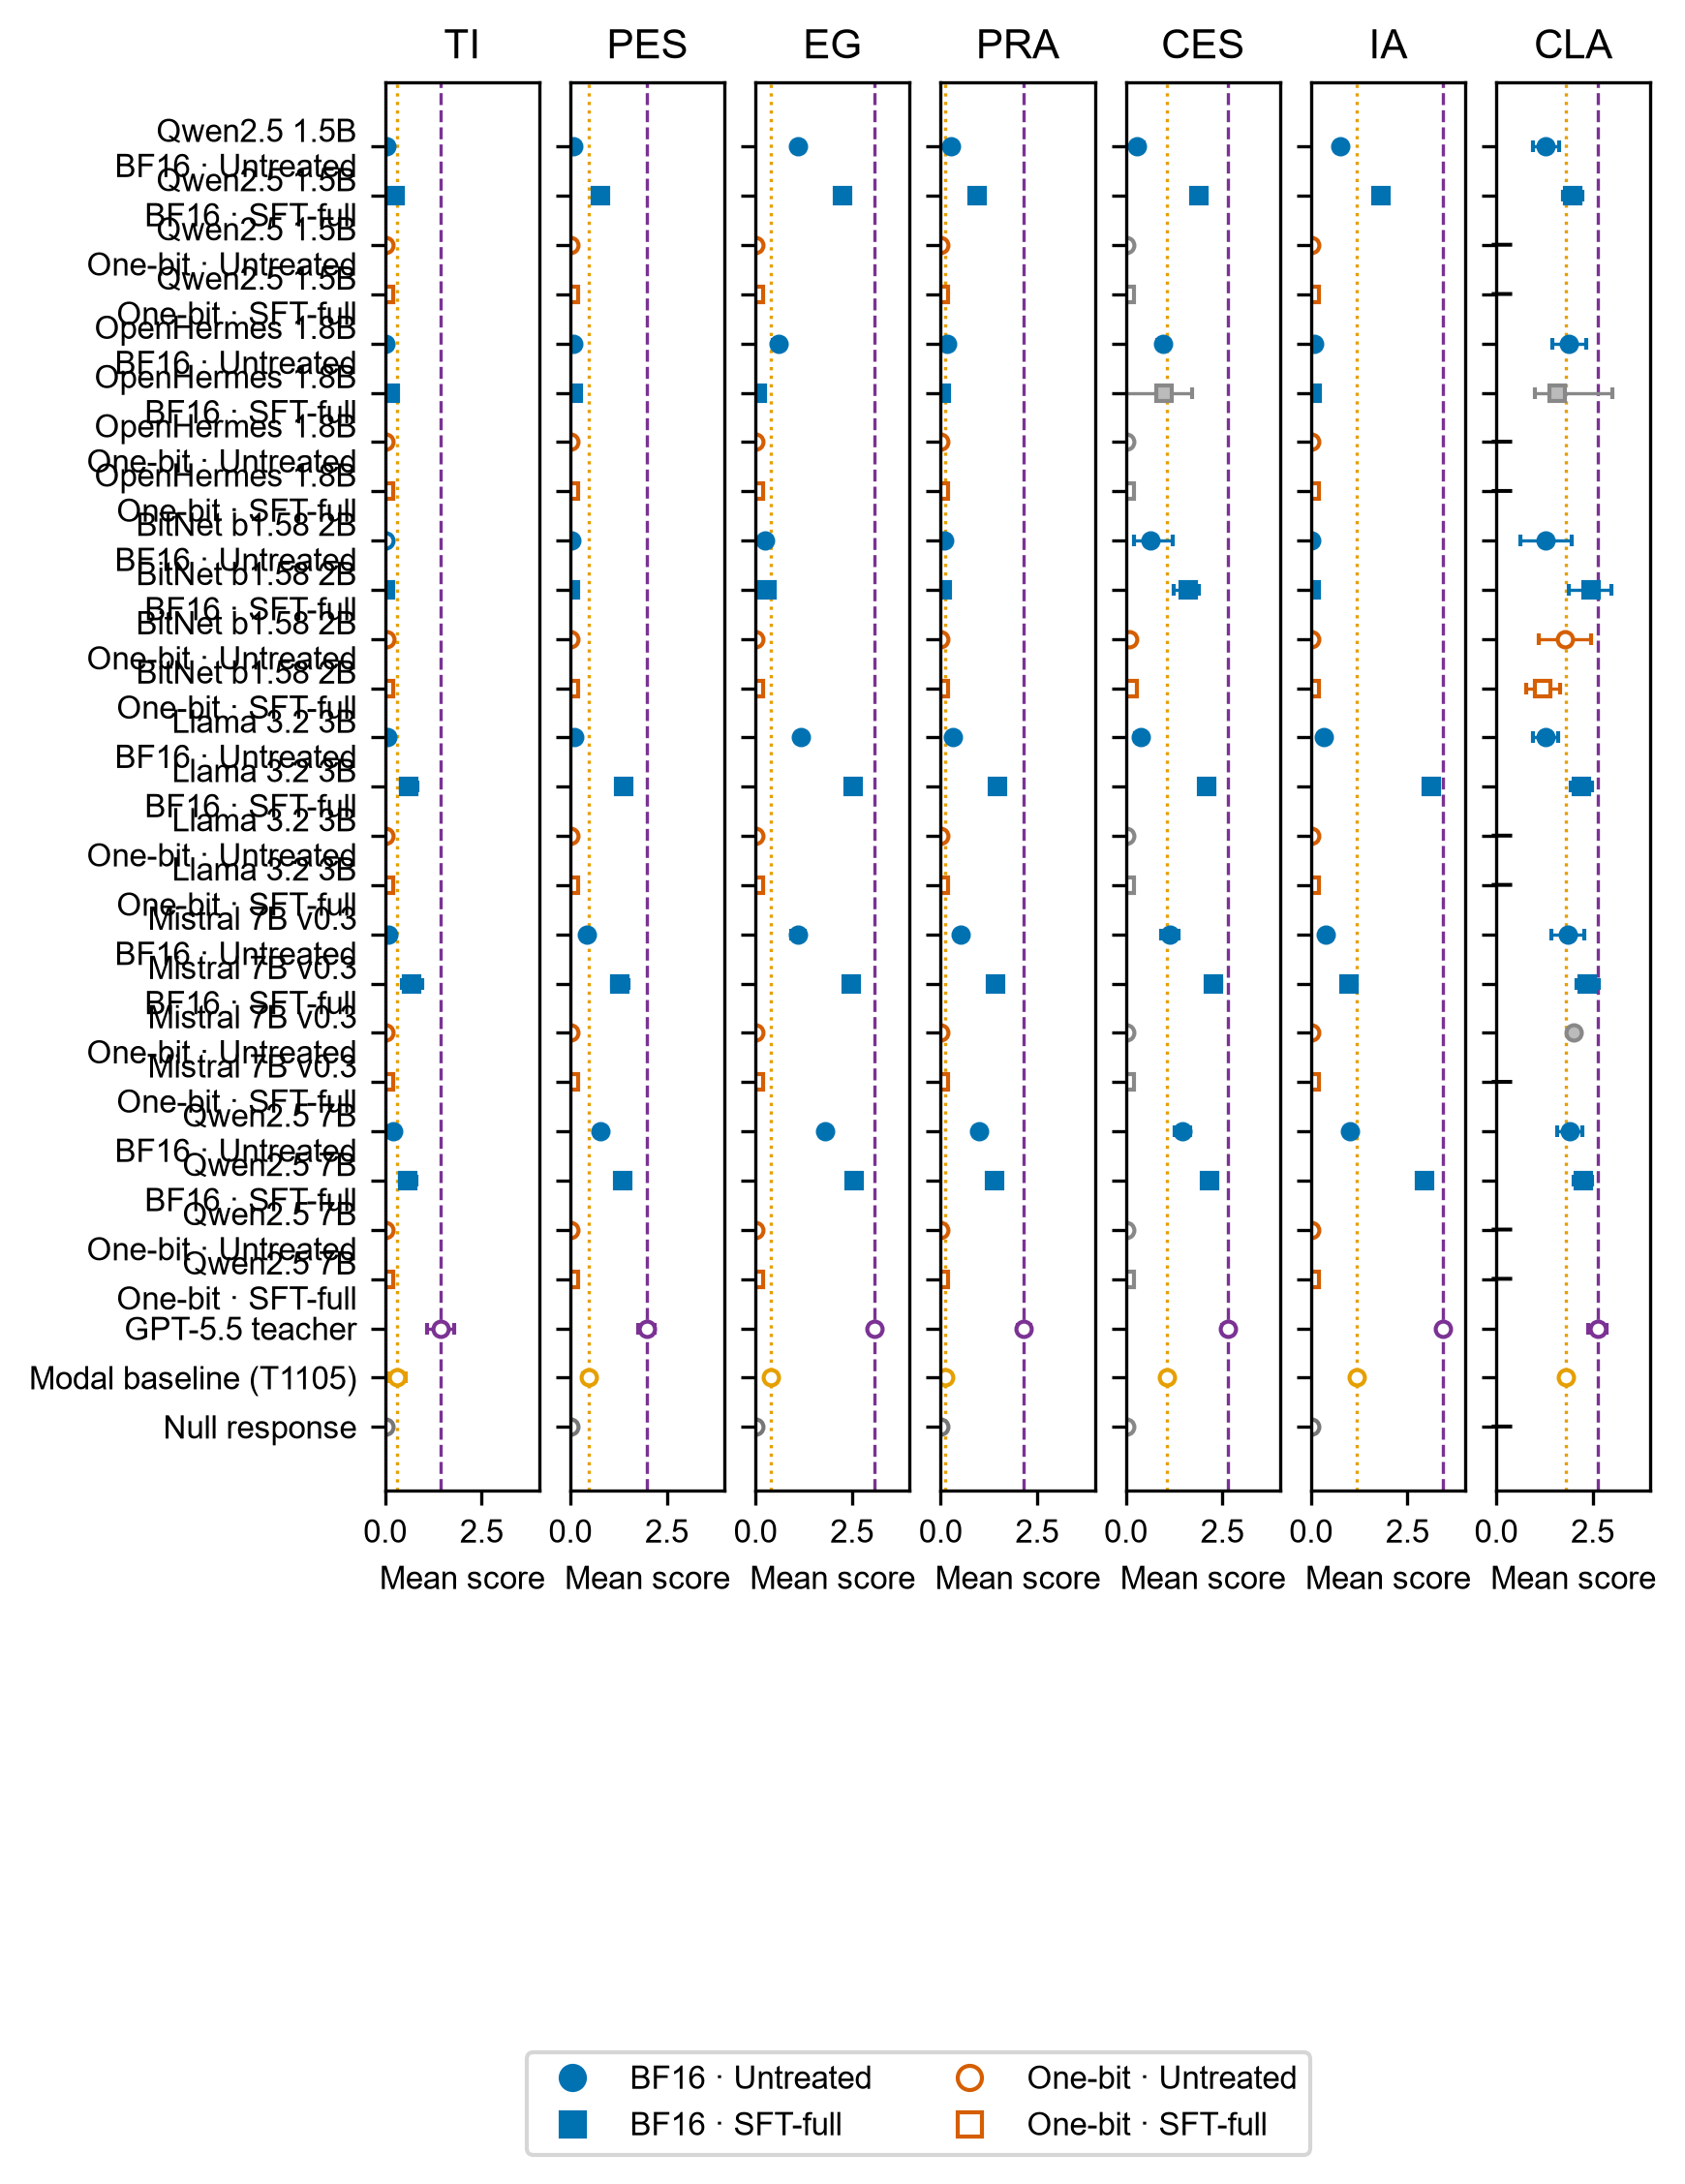 TI PES EG PRA CES IA CLA
Qwen2.5 1.5B
BF16 · Untreated
Qwen2.5 1.5B
BF16 · SFT-full
Qwen2.5 1.5B
One-bit · Untreated
Qwen2.5 1.5B
One-bit · SFT-full
OpenHermes 1.8B
BF16 · Untreated
OpenHermes 1.8B
BF16 · SFT-full
OpenHermes 1.8B
One-bit · Untreated
OpenHermes 1.8B
One-bit · SFT-full
BitNet b1.58 2B
BF16 · Untreated
BitNet b1.58 2B
BF16 · SFT-full
BitNet b1.58 2B
One-bit · Untreated
BitNet b1.58 2B
One-bit · SFT-full
Llama 3.2 3B
BF16 · Untreated
Llama 3.2 3B
BF16 · SFT-full
Llama 3.2 3B
One-bit · Untreated
Llama 3.2 3B
One-bit · SFT-full
Mistral 7B v0.3
BF16 · Untreated
Mistral 7B v0.3
BF16 · SFT-full
Mistral 7B v0.3
One-bit · Untreated
Mistral 7B v0.3
One-bit · SFT-full
Qwen2.5 7B
BF16 · Untreated
Qwen2.5 7B
BF16 · SFT-full
Qwen2.5 7B
One-bit · Untreated
Qwen2.5 7B
One-bit · SFT-full
GPT-5.5 teacher
Modal baseline (T1105)
Null response
0.0 2.5 0.0 2.5 0.0 2.5 0.0 2.5 0.0 2.5 0.0 2.5 0.0 2.5
Mean score Mean score Mean score Mean score Mean score Mean score Mean score
BF16 · Untreated One-bit · Untreated
BF16 · SFT-full One-bit · SFT-full